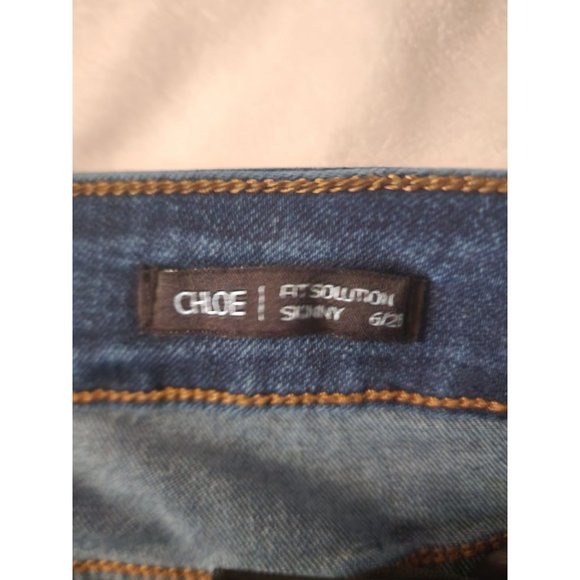 CHLOE | FIT SOLUTION
SKINNY 6/28